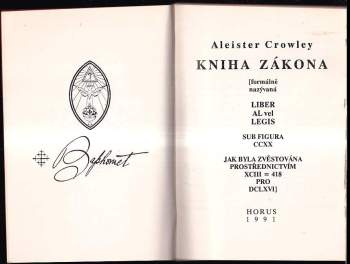 Baphomet
Aleister Crowley
KNIHA ZÁKONA
[formálně
nazývaná
LIBER
AL vel
LEGIS
SUB FIGURA
CCXX
JAK BYLA ZVĚSTOVÁNA
PROSTŘEDNICTVÍM
XCIII = 418
PRO
DCLXVI]
HORUS
1991